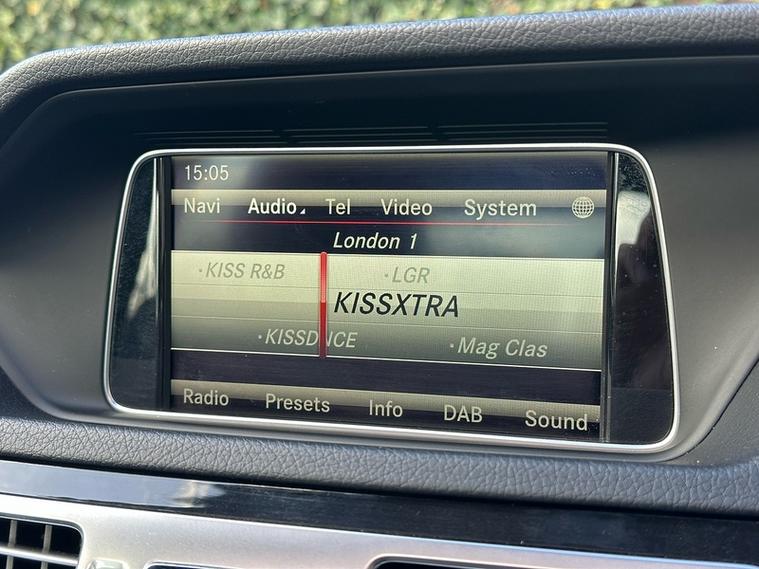 15:05
Navi Audio Tel Video System
London 1
·KISS R&B ·LGR
KISSXTRA
·KISSDNCE ·Mag Clas
Radio Presets Info DAB Sound